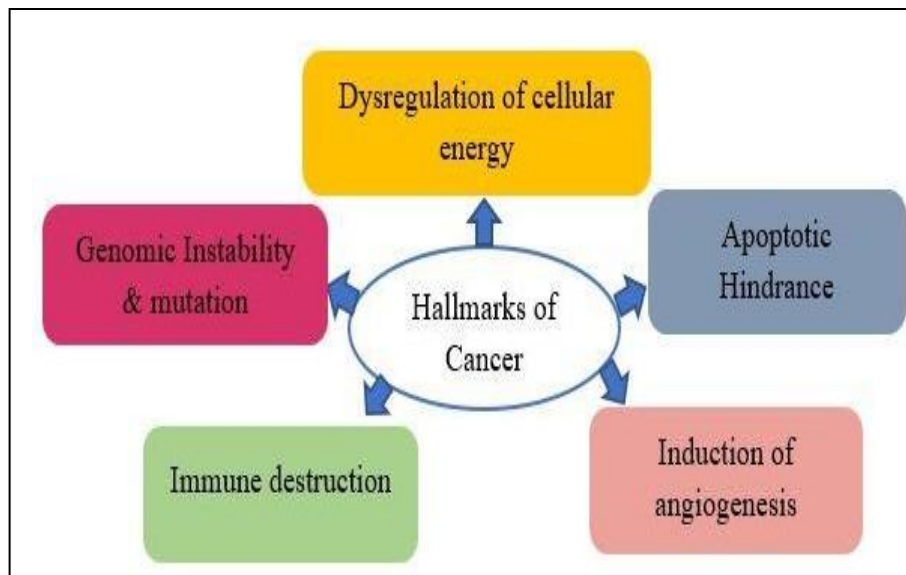 Dysregulation of cellular
energy
Genomic Instability
& mutation
Apoptotic
Hindrance
Hallmarks of
Cancer
Immune destruction
Induction of
angiogenesis